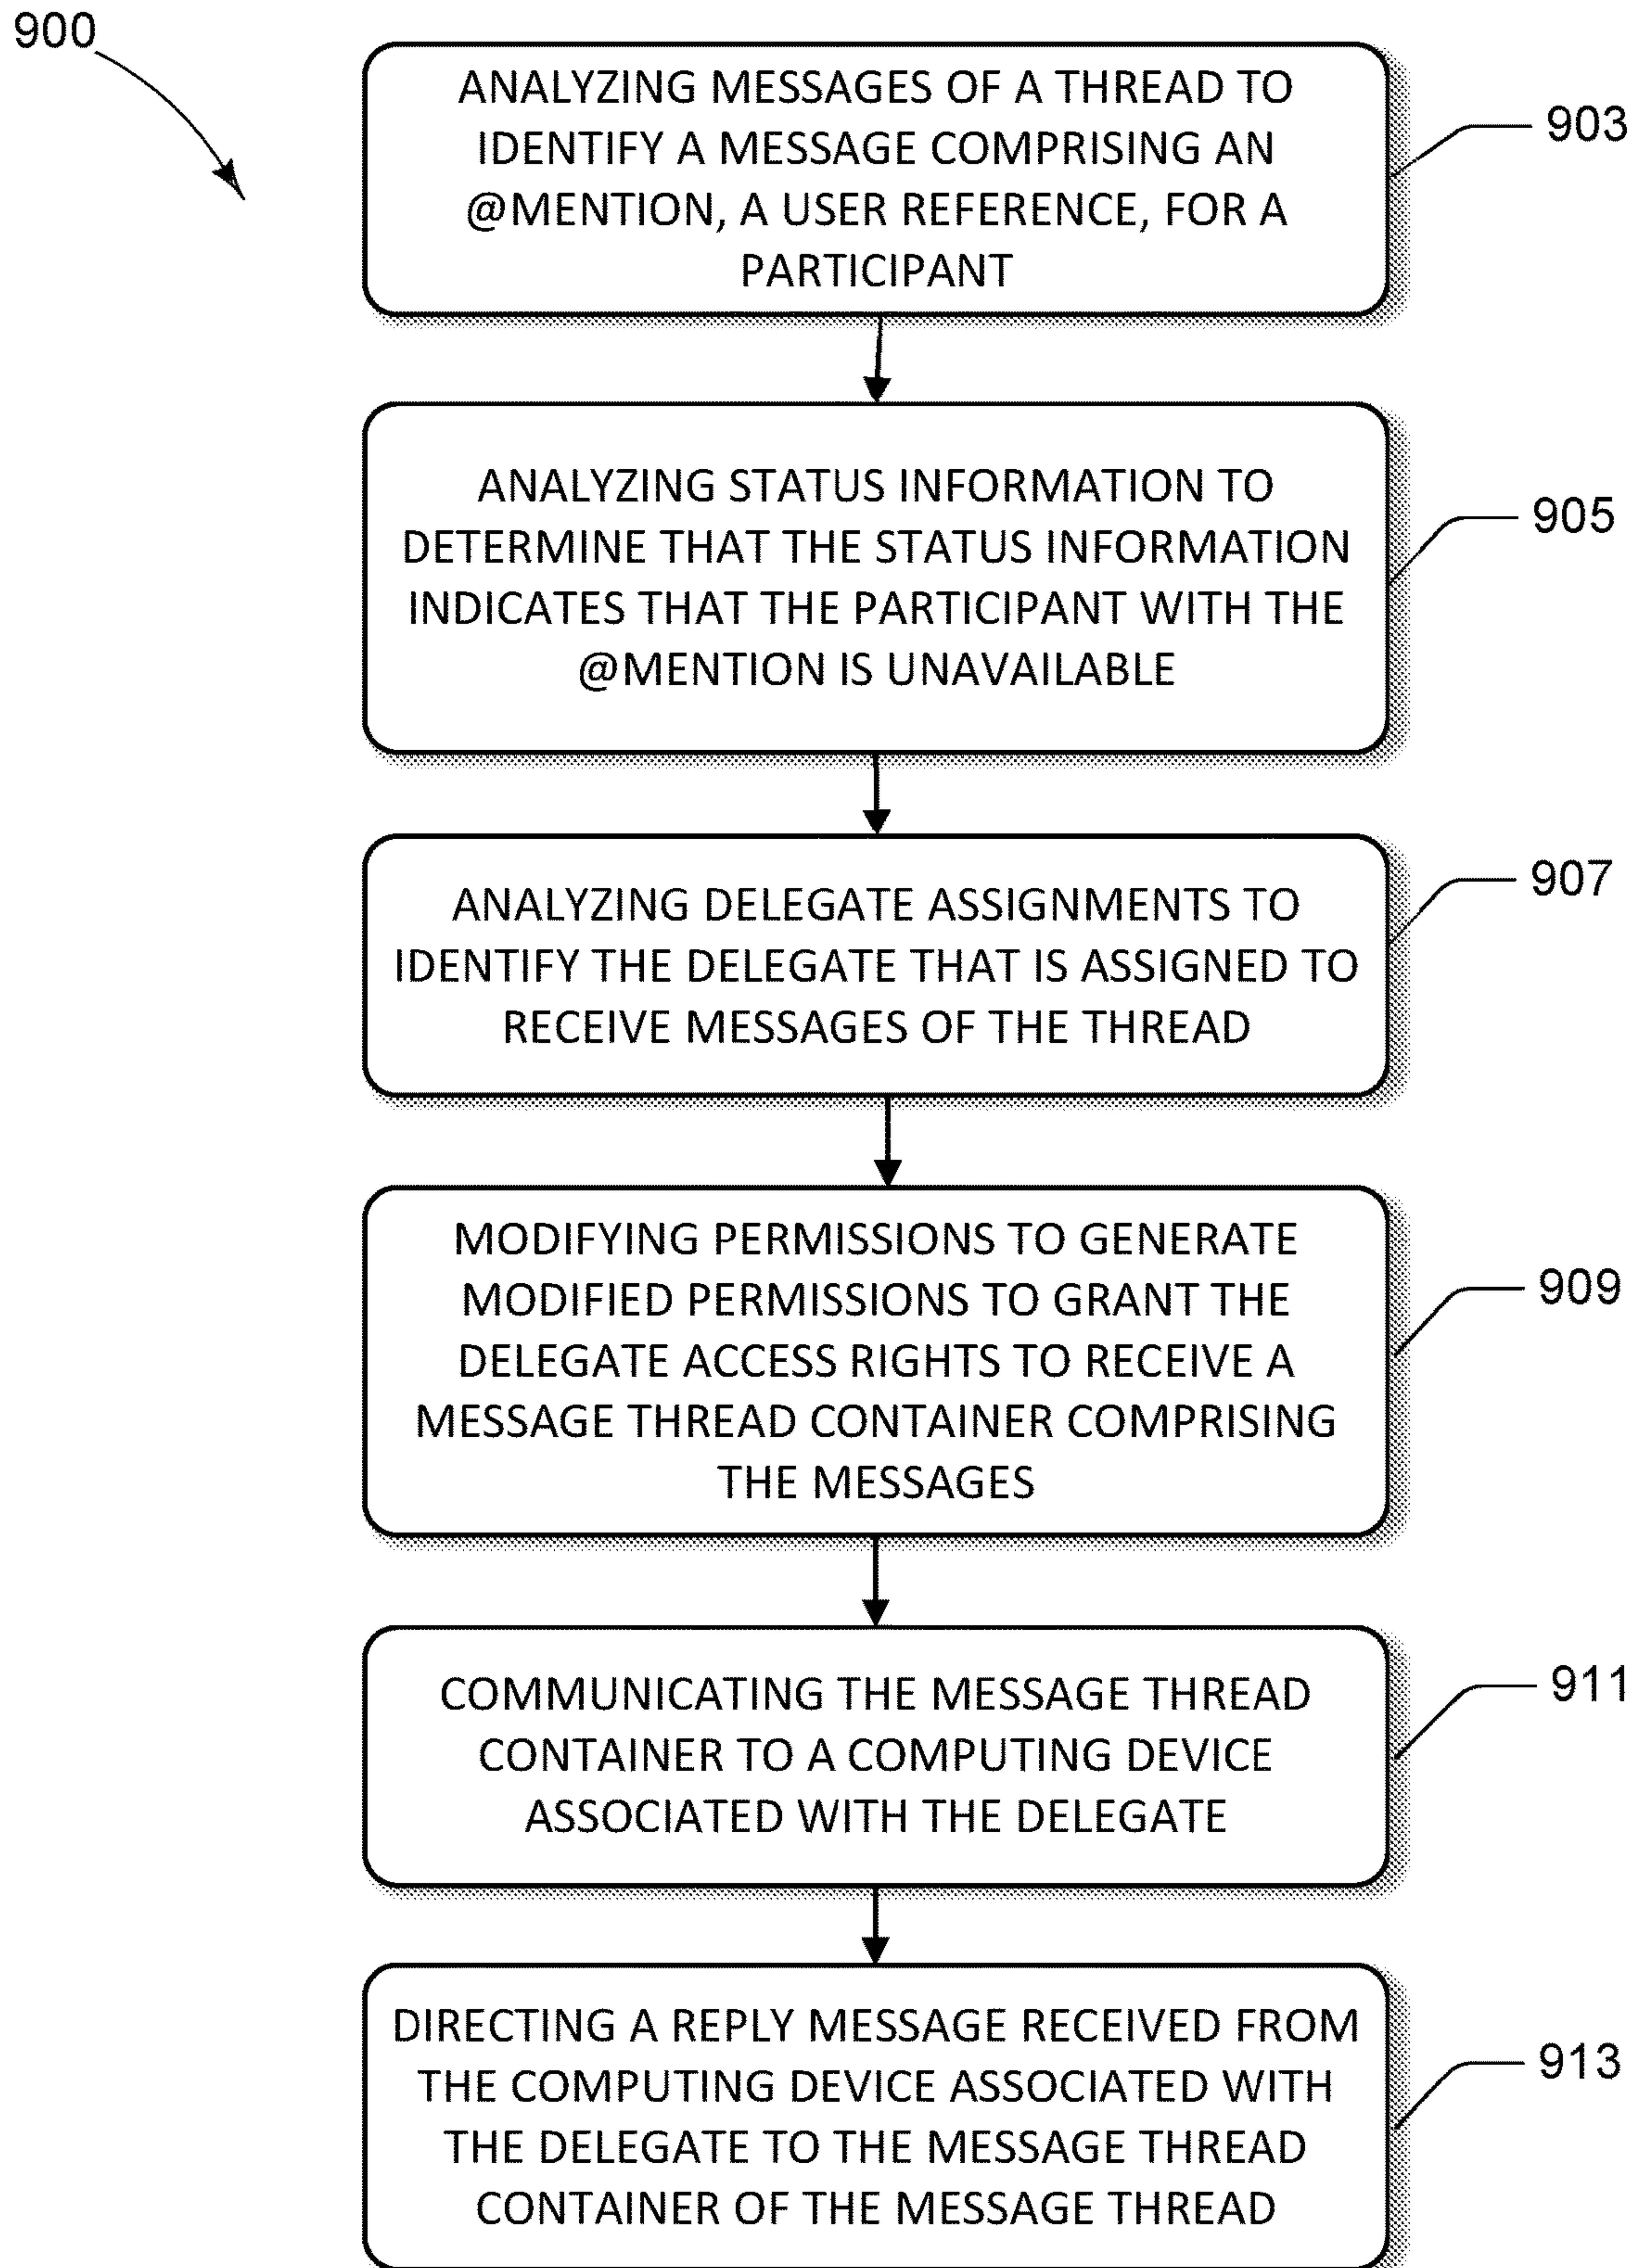 900
ANALYZING MESSAGES OF A THREAD TO
IDENTIFY A MESSAGE COMPRISING AN
@MENTION, A USER REFERENCE, FOR A
PARTICIPANT
903
ANALYZING STATUS INFORMATION TO
DETERMINE THAT THE STATUS INFORMATION
INDICATES THAT THE PARTICIPANT WITH THE
@MENTION IS UNAVAILABLE
905
ANALYZING DELEGATE ASSIGNMENTS TO
IDENTIFY THE DELEGATE THAT IS ASSIGNED TO
RECEIVE MESSAGES OF THE THREAD
907
MODIFYING PERMISSIONS TO GENERATE
MODIFIED PERMISSIONS TO GRANT THE
DELEGATE ACCESS RIGHTS TO RECEIVE A
MESSAGE THREAD CONTAINER COMPRISING
THE MESSAGES
909
COMMUNICATING THE MESSAGE THREAD
CONTAINER TO A COMPUTING DEVICE
ASSOCIATED WITH THE DELEGATE
911
DIRECTING A REPLY MESSAGE RECEIVED FROM
THE COMPUTING DEVICE ASSOCIATED WITH
THE DELEGATE TO THE MESSAGE THREAD
CONTAINER OF THE MESSAGE THREAD
913